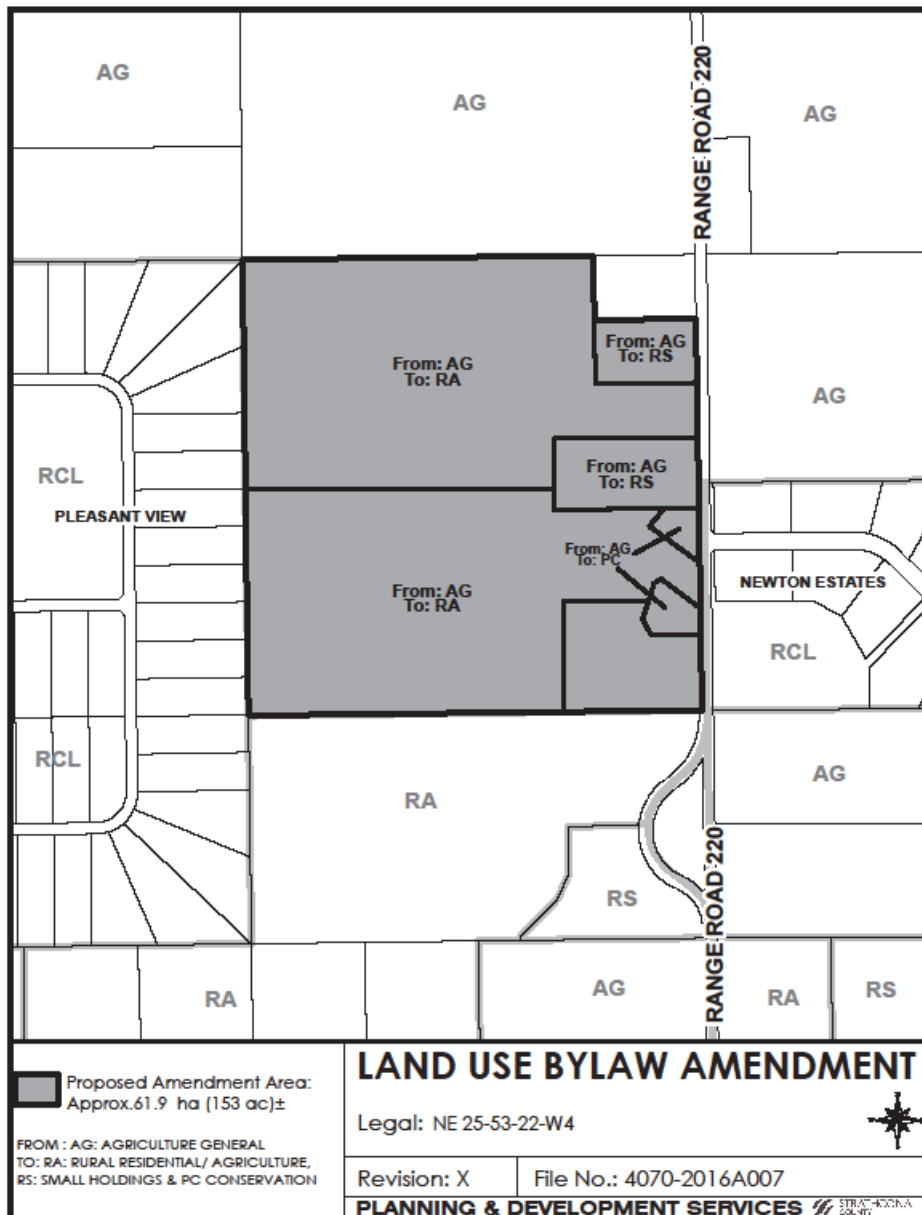 AG
AG
AG
RANGE ROAD 220
From: AG
To: RS
From: AG
To: RA
AG
RCL
From: AG
To: RS
PLEASANT VIEW
From: AG
To: PC
NEWTON ESTATES
From: AG
To: RA
RCL
RCL
AG
RA
RS
RANGE ROAD 220
RA
AG
RA
RS
Proposed Amendment Area:
Approx.61.9 ha (153 ac)±
FROM : AG: AGRICULTURE GENERAL
TO: RA: RURAL RESIDENTIAL/ AGRICULTURE,
RS: SMALL HOLDINGS & PC CONSERVATION
LAND USE BYLAW AMENDMENT
Legal: NE 25-53-22-W4
Revision: X
File No.: 4070-2016A007
PLANNING & DEVELOPMENT SERVICES
STRATHCONA
COUNTY